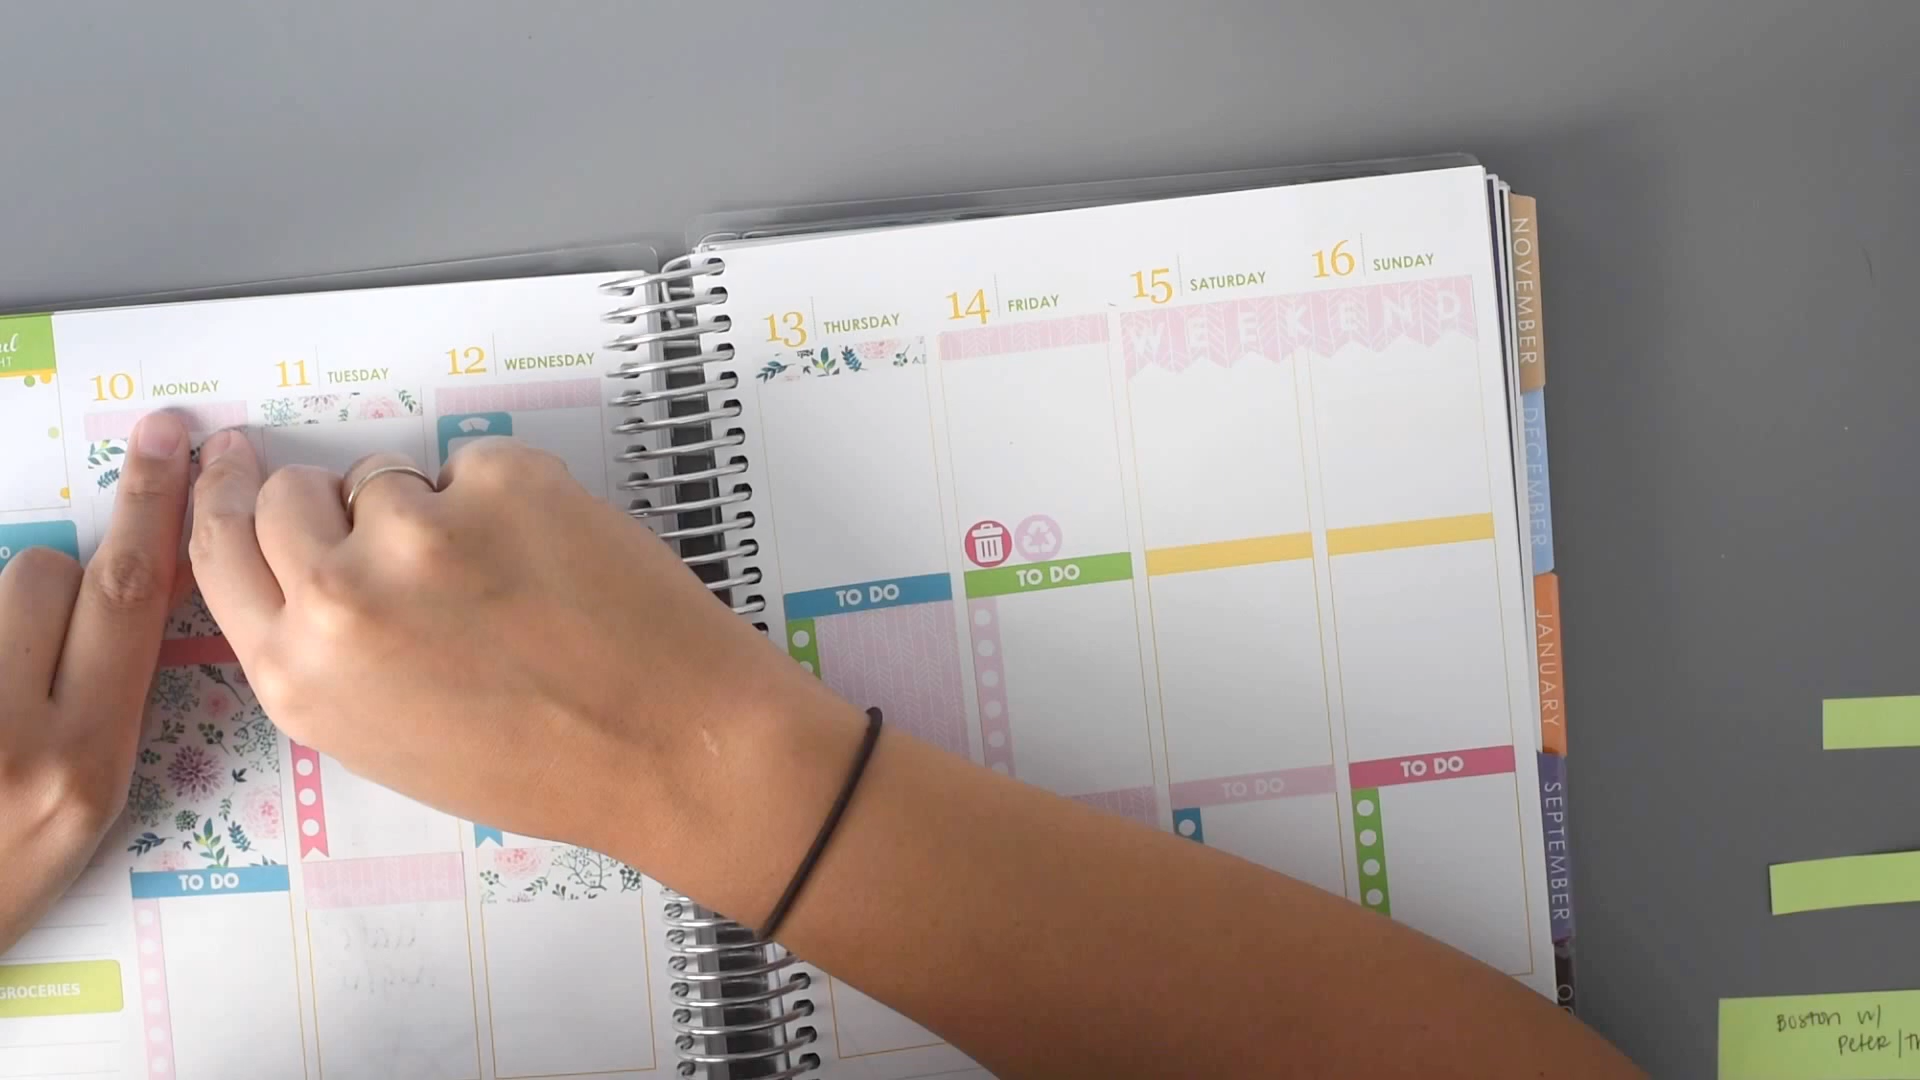 10 MONDAY
11 TUESDAY
12 WEDNESDAY
13 THURSDAY
14 FRIDAY
15 SATURDAY
16 SUNDAY
WEEKEND
TO DO
TO DO
TO DO
TO DO
TO DO
GROCERIES
NOVEMBER
DECEMBER
JANUARY
SEPTEMBER
BOSTON W/
PETER/